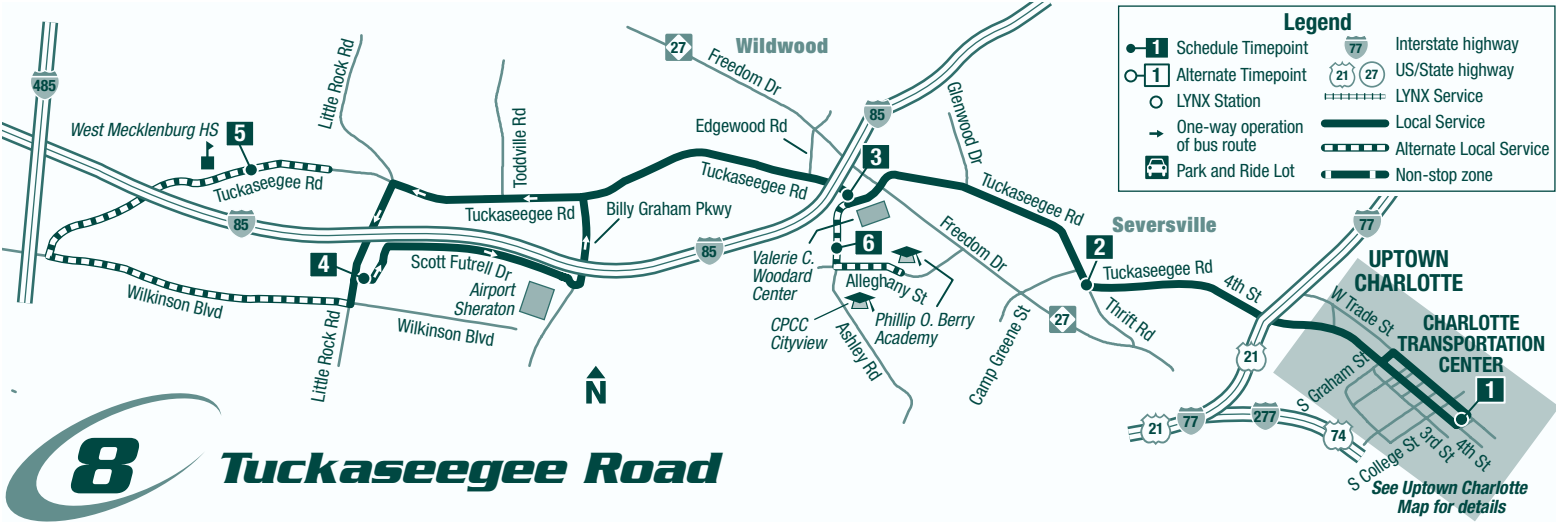 485
West Mecklenburg HS
5
Tuckaseegee Rd
85
Wilkinson Blvd
Little Rock Rd
Toddville Rd
Tuckaseegee Rd
Billy Graham Pkwy
4
Scott Futrell Dr
Airport
Sheraton
Wilkinson Blvd
Little Rock Rd
N
27
Wildwood
Freedom Dr
Edgewood Rd
85
Glenwood Dr
3
Tuckaseegee Rd
Tuckaseegee Rd
85
Valerie C.
Woodard
Center
6
Freedom Dr
Alleghany St
CPCC
Cityview
Phillip O. Berry
Academy
Ashley Rd
27
Camp Greene St
Thrift Rd
Seversville
2
Tuckaseegee Rd
4th St
77
21
UPTOWN
CHARLOTTE
W Trade St
CHARLOTTE
TRANSPORTATION
CENTER
1
S Graham St
3rd St
4th St
S College St
21
77
277
74
See Uptown Charlotte
Map for details
Legend
1 Schedule Timepoint
1 Alternate Timepoint
LYNX Station
One-way operation
of bus route
Park and Ride Lot
77 Interstate highway
21 27 US/State highway
LYNX Service
Local Service
Alternate Local Service
Non-stop zone
8 Tuckaseegee Road